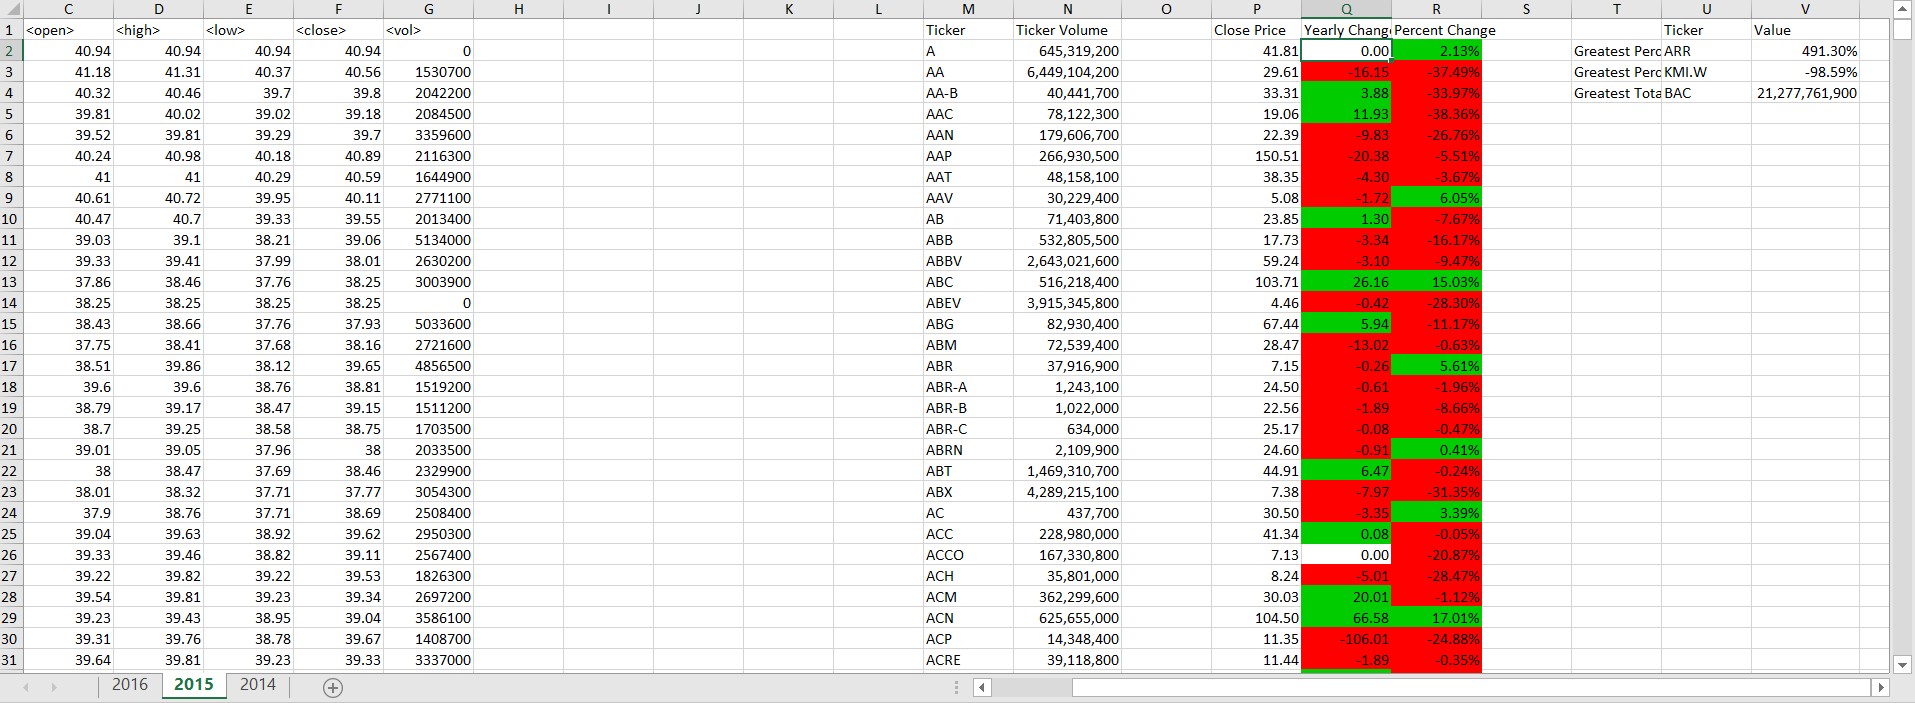 C D E F G H I J K L M N O P Q R S T U V
1 <open> <high> <low> <close> <vol> Ticker Ticker Volume Close Price Yearly Chang Percent Change Ticker Value
2 40.94 40.94 40.94 40.94 0 A 645,319,200 41.81 0.00 2.13% Greatest Perc ARR 491.30%
3 41.18 41.31 40.37 40.56 1530700 AA 6,449,104,200 29.61 -16.15 -37.49% Greatest Perc KMI.W -98.59%
4 40.32 40.46 39.7 39.8 2042200 AA-B 40,441,700 33.31 3.88 -33.97% Greatest Tota BAC 21,277,761,900
5 39.81 40.02 39.02 39.18 2084500 AAC 78,122,300 19.06 11.93 -38.36%
6 39.52 39.81 39.29 39.7 3359600 AAN 179,606,700 22.39 -9.83 -26.76%
7 40.24 40.98 40.18 40.89 2116300 AAP 266,930,500 150.51 -20.38 -5.51%
8 41 41 40.29 40.59 1644900 AAT 48,158,100 38.35 -4.30 -3.67%
9 40.61 40.72 39.95 40.11 2771100 AAV 30,229,400 5.08 -1.72 6.05%
10 40.47 40.7 39.33 39.55 2013400 AB 71,403,800 23.85 1.30 -7.67%
11 39.03 39.1 38.21 39.06 5134000 ABB 532,805,500 17.73 -3.34 -16.17%
12 39.33 39.41 37.99 38.01 2630200 ABBV 2,643,021,600 59.24 -3.10 -9.47%
13 37.86 38.46 37.76 38.25 3003900 ABC 516,218,400 103.71 26.16 15.03%
14 38.25 38.25 38.25 38.25 0 ABEV 3,915,345,800 4.46 -0.42 -28.30%
15 38.43 38.66 37.76 37.93 5033600 ABG 82,930,400 67.44 5.94 -11.17%
16 37.75 38.41 37.68 38.16 2721600 ABM 72,539,400 28.47 -13.02 -0.63%
17 38.51 39.86 38.12 39.65 4856500 ABR 37,916,900 7.15 -0.26 5.61%
18 39.6 39.6 38.76 38.81 1519200 ABR-A 1,243,100 24.50 -0.61 -1.96%
19 38.79 39.17 38.47 39.15 1511200 ABR-B 1,022,000 22.56 -1.89 -8.66%
20 38.7 39.25 38.58 38.75 1703500 ABR-C 634,000 25.17 -0.08 -0.47%
21 39.01 39.05 37.96 38 2033500 ABRN 2,109,900 24.60 -0.91 0.41%
22 38 38.47 37.69 38.46 2329900 ABT 1,469,310,700 44.91 6.47 -0.24%
23 38.01 38.32 37.71 37.77 3054300 ABX 4,289,215,100 7.38 -7.97 -31.35%
24 37.9 38.76 37.71 38.69 2508400 AC 437,700 30.50 -3.35 3.39%
25 39.04 39.63 38.92 39.62 2950300 ACC 228,980,000 41.34 0.08 -0.05%
26 39.33 39.46 38.82 39.11 2567400 ACCO 167,330,800 7.13 0.00 -20.87%
27 39.22 39.82 39.22 39.53 1826300 ACH 35,801,000 8.24 -5.01 -28.47%
28 39.54 39.81 39.23 39.34 2697200 ACM 362,299,600 30.03 20.01 -1.12%
29 39.23 39.43 38.95 39.04 3586100 ACN 625,655,000 104.50 66.58 17.01%
30 39.31 39.76 38.78 39.67 1408700 ACP 14,348,400 11.35 -106.01 -24.88%
31 39.64 39.81 39.23 39.33 3337000 ACRE 39,118,800 11.44 -1.89 -0.35%
2016 2015 2014